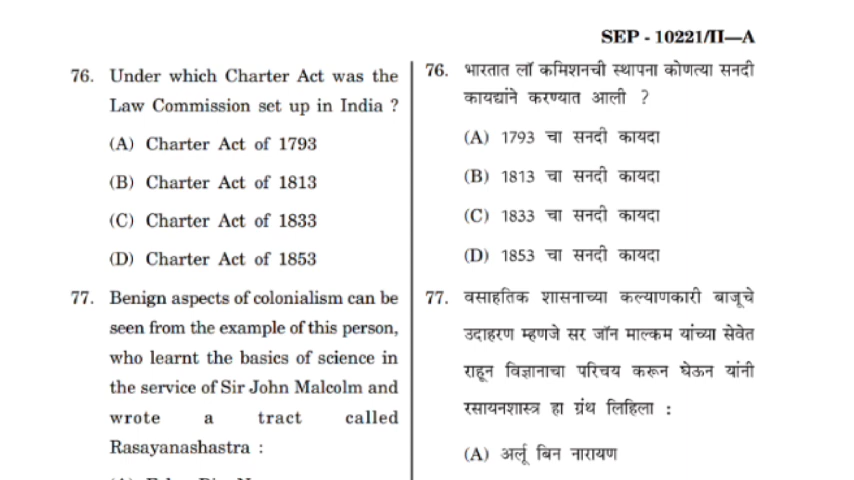 SEP - 10221/II—A
76. Under which Charter Act was the
Law Commission set up in India ?
(A) Charter Act of 1793
(B) Charter Act of 1813
(C) Charter Act of 1833
(D) Charter Act of 1853
77. Benign aspects of colonialism can be
seen from the example of this person,
who learnt the basics of science in
the service of Sir John Malcolm and
wrote a tract called
Rasayanashastra :
76. भारतात लॉ कमिशनची स्थापना कोणत्या सनदी
कायद्यांने करण्यात आली ?
(A) 1793 चा सनदी कायदा
(B) 1813 चा सनदी कायदा
(C) 1833 चा सनदी कायदा
(D) 1853 चा सनदी कायदा
77. वसाहतिक शासनाच्या कल्याणकारी बाजूचे
उदाहरण म्हणजे सर जॉन माल्कम यांच्या सेवेत
राहून विज्ञानाचा परिचय करून घेऊन यांनी
रसायनशास्त्र हा ग्रंथ लिहिला :
(A) अर्लू बिन नारायण